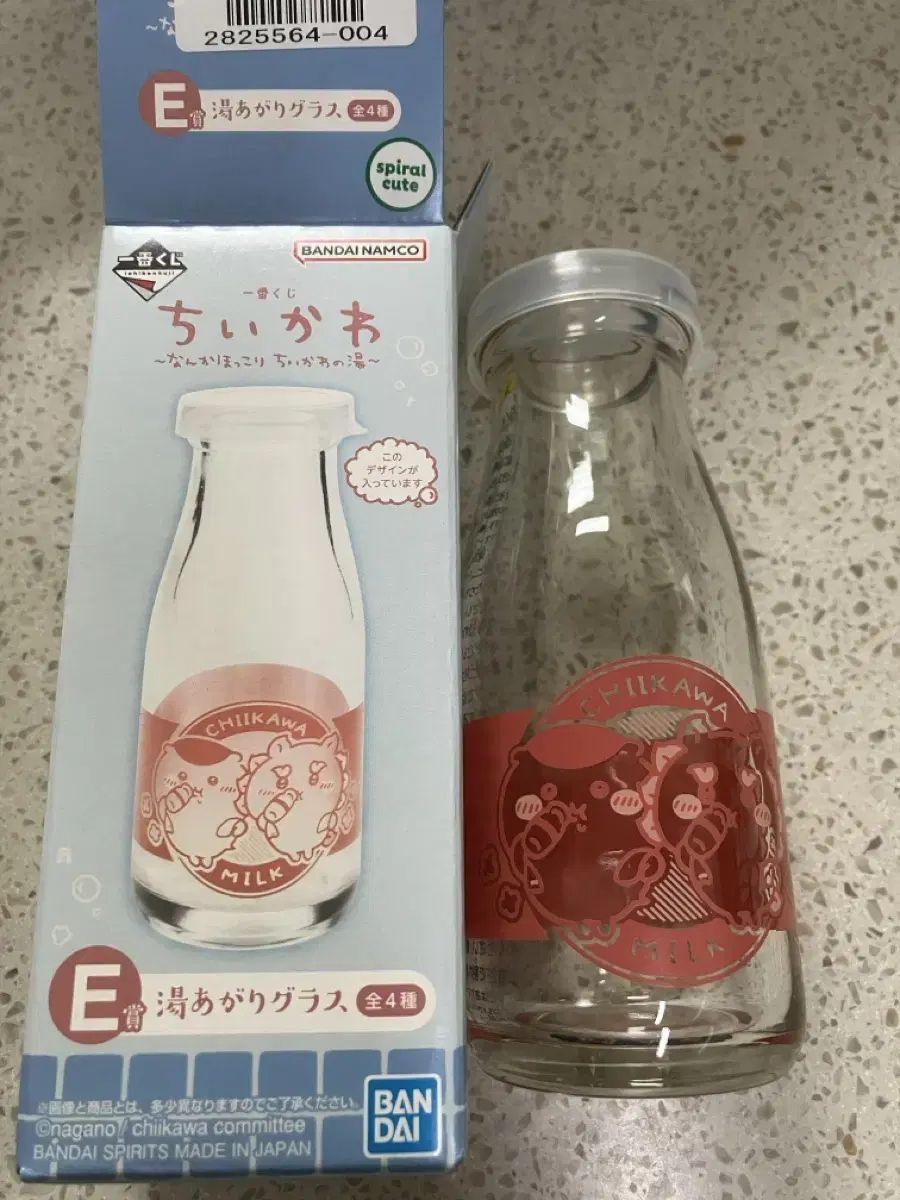 2825564-004
E賞 湯あがりグラス 全4種
spiral
cute
一番くじ
ichibankuji
BANDAI NAMCO
一番くじ
ちいかわ
~なんかほっこり ちいかわの湯~
この
デザインが
入っています
CHIIKAWA
MILK
E賞 湯あがりグラス 全4種
※画像と商品とは、多少異なりますのでご了承ください。
©nagano / chiikawa committee
BANDAI SPIRITS MADE IN JAPAN
BAN
DAI
CHIIKAWA
MILK